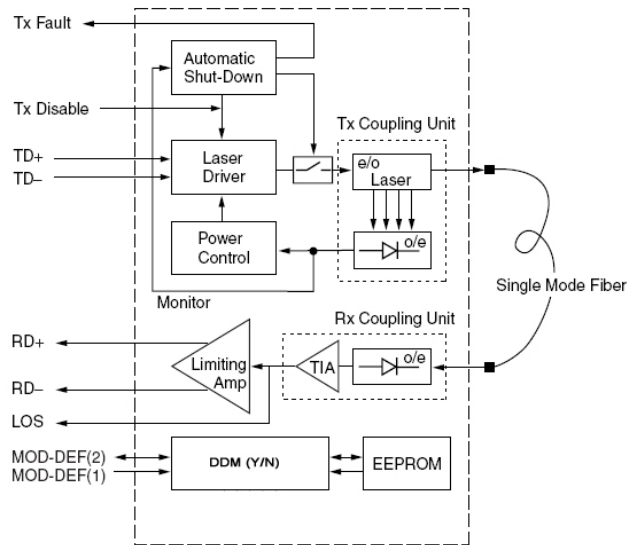 Tx Fault
Automatic
Shut-Down
Tx Disable
Tx Coupling Unit
TD+
TD–
Laser
Driver
e/o
Laser
Power
Control
o/e
Monitor
Single Mode Fiber
Rx Coupling Unit
RD+
RD–
Limiting
Amp
TIA
o/e
LOS
MOD-DEF(2)
MOD-DEF(1)
DDM (Y/N)
EEPROM